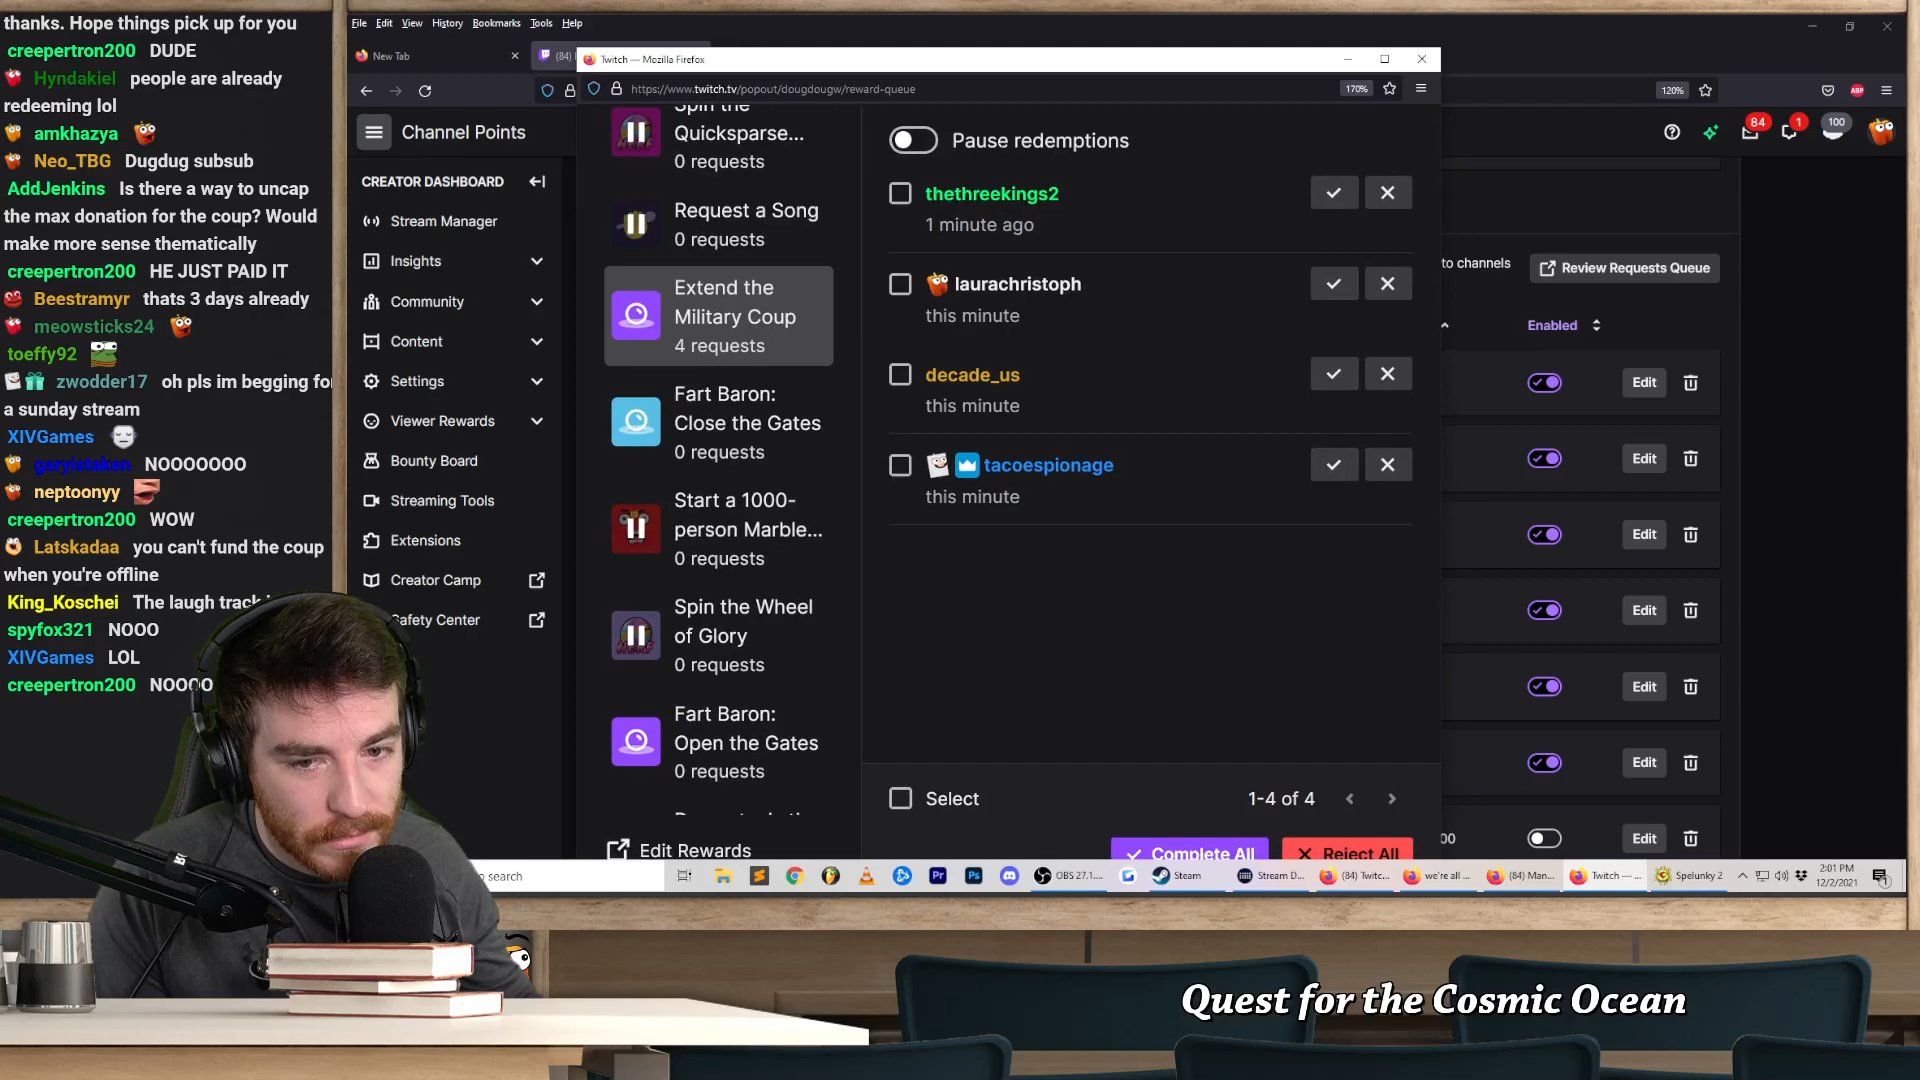 thanks. Hope things pick up for you
creepertron200 DUDE
Hyndakiel people are already
redeeming lol
amkhazya
Neo_TBG Dugdug subsub
AddJenkins Is there a way to uncap
the max donation for the coup? Would
make more sense thematically
creepertron200 HE JUST PAID IT
Beestramyr thats 3 days already
meowsticks24
toeffy92
zwodder17 oh pls im begging for
a sunday stream
XIVGames
garyistaken NOOOOOOO
neptoonyy
creepertron200 WOW
Latskadaa you can't fund the coup
when you're offline
King_Koschei The laugh track
spyfox321 NOOO
XIVGames LOL
creepertron200 NOOOO
File Edit View History Bookmarks Tools Help
New Tab
(84)
120%
Channel Points
84
1
100
CREATOR DASHBOARD
Stream Manager
Insights
Community
Content
Settings
Viewer Rewards
Bounty Board
Streaming Tools
Extensions
Creator Camp
Safety Center
Twitch — Mozilla Firefox
https://www.twitch.tv/popout/dougdougw/reward-queue
170%
Spin the
Quicksparse...
0 requests
Request a Song
0 requests
Extend the
Military Coup
4 requests
Fart Baron:
Close the Gates
0 requests
Start a 1000-
person Marble...
0 requests
Spin the Wheel
of Glory
0 requests
Fart Baron:
Open the Gates
0 requests
Edit Rewards
Pause redemptions
thethreekings2
1 minute ago
laurachristoph
this minute
decade_us
this minute
tacoespionage
this minute
Select
1-4 of 4
Complete All
Reject All
to channels
Review Requests Queue
Enabled
Edit
Edit
Edit
Edit
Edit
Edit
00
Edit
o search
OBS 27.1....
Steam
Stream D...
(84) Twitc...
we're all ...
(84) Man...
Twitch — ...
Spelunky 2
2:01 PM
12/2/2021
1
Quest for the Cosmic Ocean